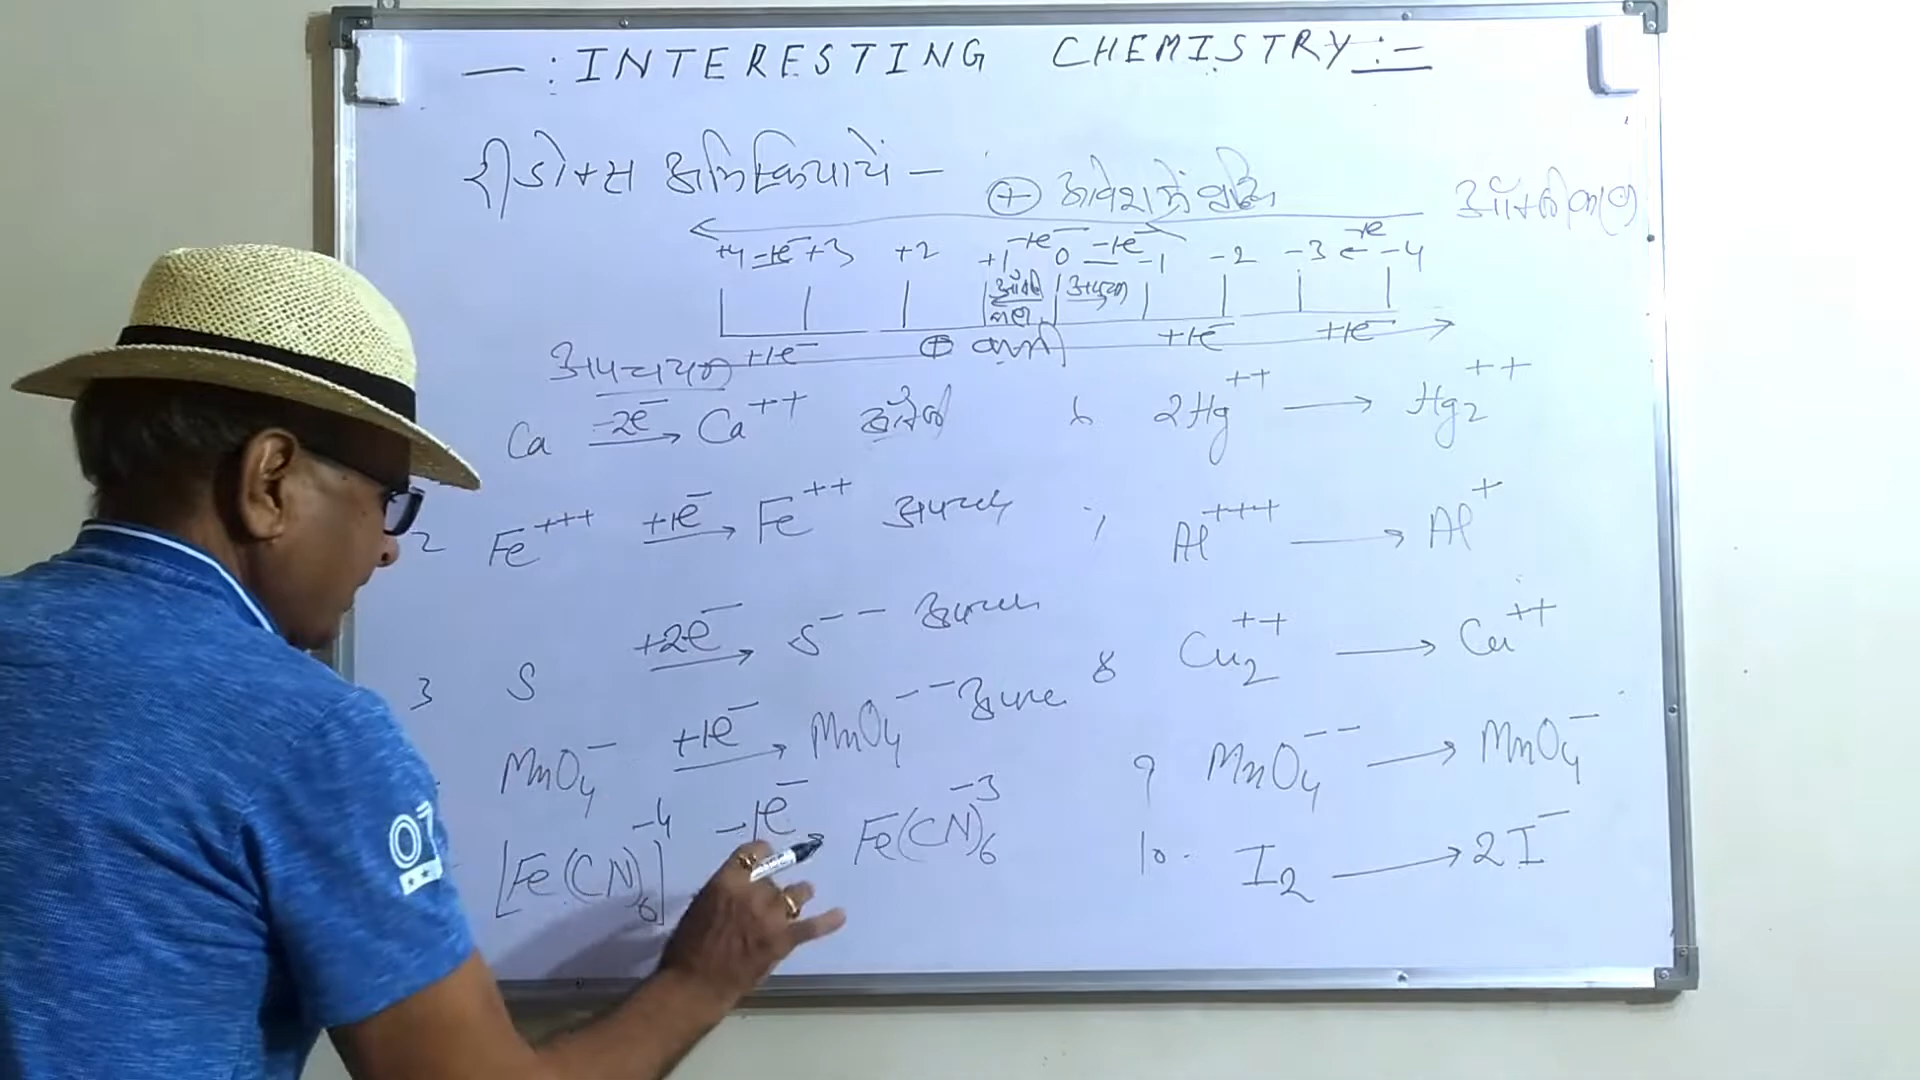 — : INTERESTING CHEMISTRY : —
रीडोक्स अभिक्रियायें —
⊕ आवेश में वृद्धि
ऑक्सीकरण
+4 -1e⁻ +3 +2 +1 -1e⁻ 0 -1e⁻ -1 -2 -3 ← -1e -4
ऑक्सी अपचयन
करण
अपचयन +1e⁻ ⊕ कमी +1e⁻ +1e⁻
Ca -2e⁻ → Ca⁺⁺ ऑक्सी
2 Fe⁺⁺⁺ +1e⁻ → Fe⁺⁺ अपचयन
3 S +2e⁻ → S⁻⁻ अपचयन
MnO₄⁻ +1e⁻ → MnO₄⁻⁻ अपचयन
[Fe(CN)₆]⁻⁴ -1e⁻ → Fe(CN)₆⁻³
6 2Hg⁺⁺ → Hg₂⁺⁺
7 Al⁺⁺⁺ → Al⁺
8 Cu₂⁺⁺ → Cu⁺⁺
9 MnO₄⁻⁻ → MnO₄⁻
10. I₂ → 2I⁻
07